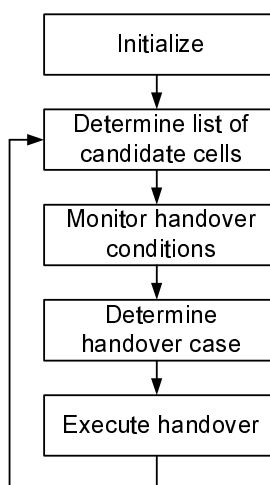 Initialize
Determine list of
candidate cells
Monitor handover
conditions
Determine
handover case
Execute handover